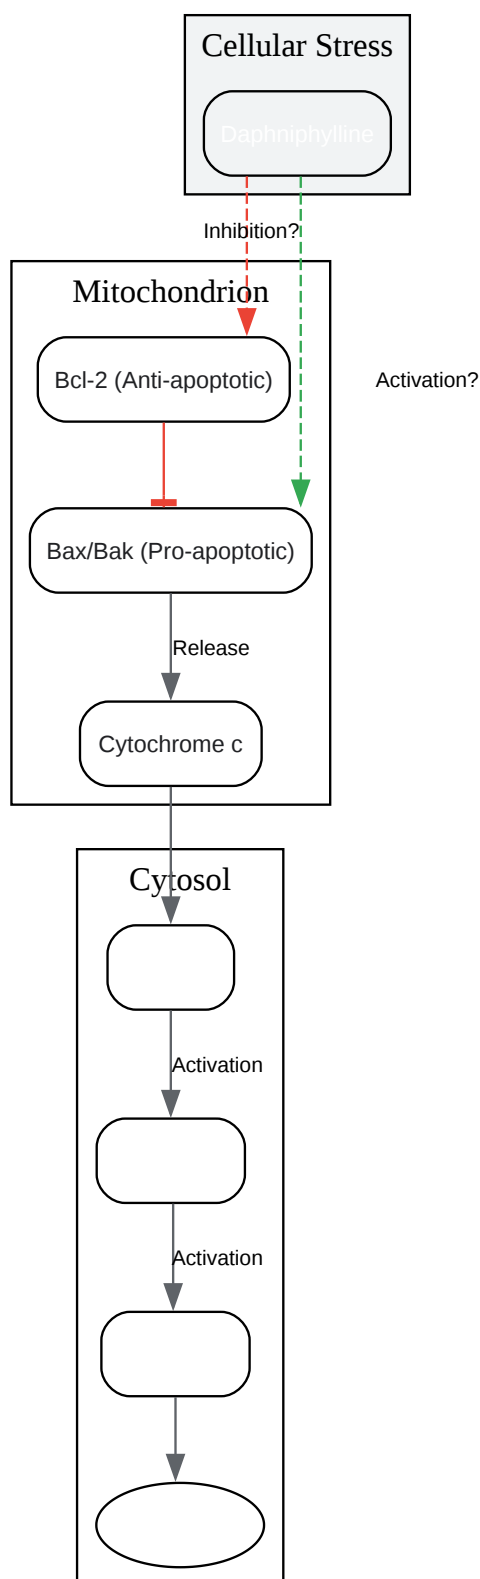 Cellular Stress
Daphniphylline
Inhibition?
Mitochondrion
Bcl-2 (Anti-apoptotic)
Activation?
Bax/Bak (Pro-apoptotic)
Release
Cytochrome c
Cytosol
Activation
Activation